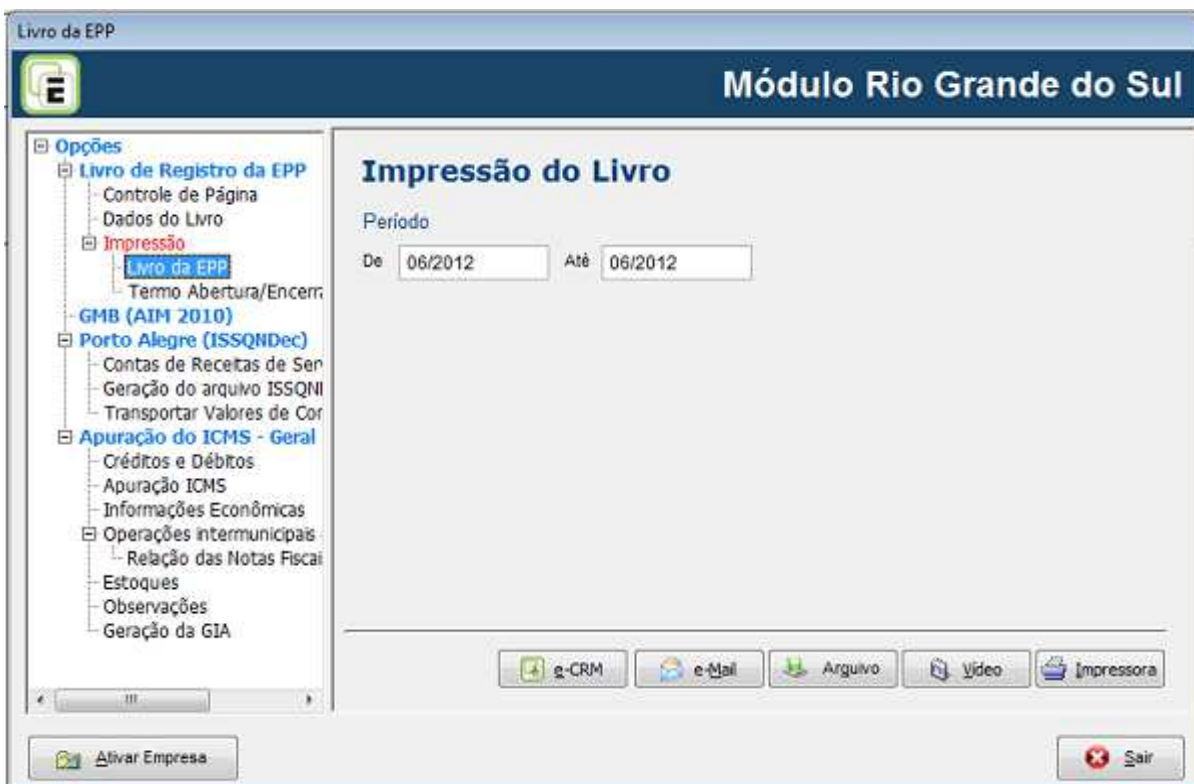 Livro da EPP
E
Módulo Rio Grande do Sul
Opções
Livro de Registro da EPP
Controle de Página
Dados do Livro
Impressão
Livro da EPP
Termo Abertura/Encerra
GMB (AIM 2010)
Porto Alegre (ISSQNDec)
Contas de Receitas de Ser
Geração do arquivo ISSQN
Transportar Valores de Cor
Apuração do ICMS - Geral
Créditos e Débitos
Apuração ICMS
Informações Econômicas
Operações intermunicipais
Relação das Notas Fiscai
Estoques
Observações
Geração da GIA
Impressão do Livro
Período
De 06/2012 Até 06/2012
e-CRM e-Mail Arquivo Vídeo Impressora
Ativar Empresa
Sair